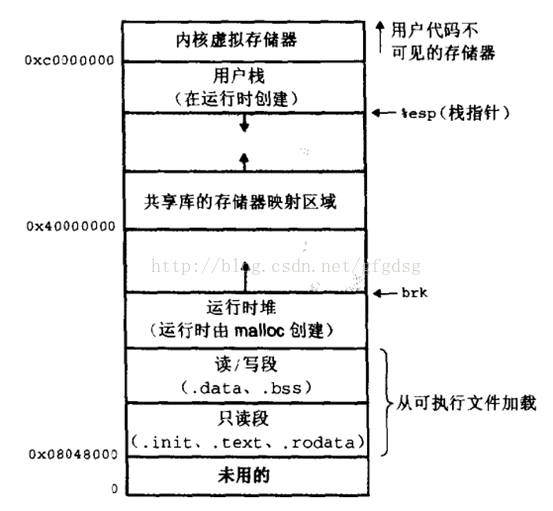 内核虚拟存储器
用户代码不
可见的存储器
0xc0000000
用户栈
(在运行时创建)
%esp(栈指针)
共享库的存储器映射区域
0x40000000
http://blog.csdn.net/gfgdsg
brk
运行时堆
(运行时由 malloc 创建)
读/写段
(.data、.bss)
从可执行文件加载
只读段
(.init、.text、.rodata)
0x08048000
未用的
0